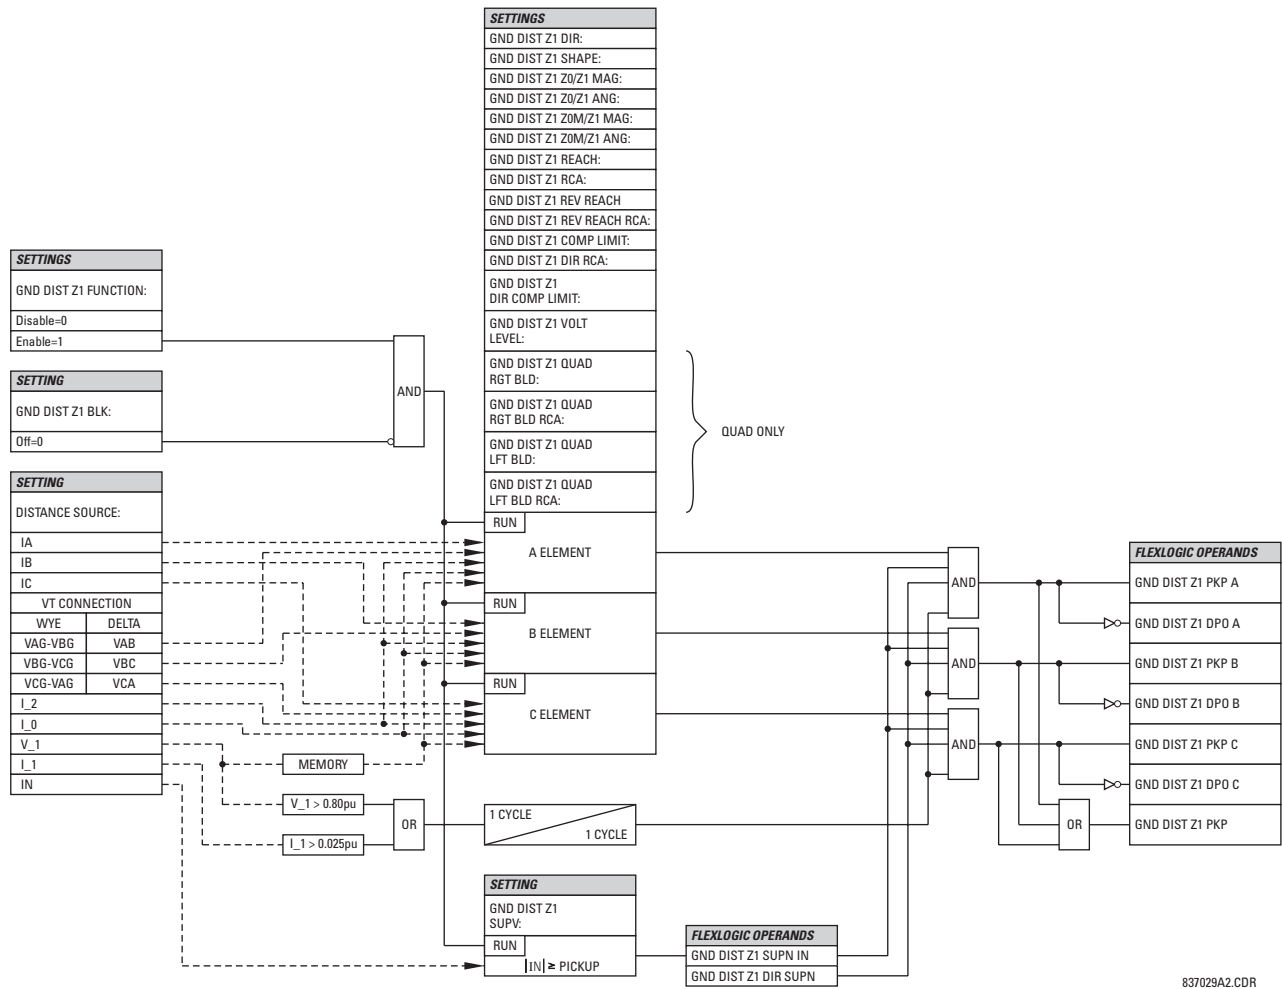 SETTINGS
GND DIST Z1 DIR:
GND DIST Z1 SHAPE:
GND DIST Z1 Z0/Z1 MAG:
GND DIST Z1 Z0/Z1 ANG:
GND DIST Z1 Z0M/Z1 MAG:
GND DIST Z1 Z0M/Z1 ANG:
GND DIST Z1 REACH:
GND DIST Z1 RCA:
GND DIST Z1 REV REACH
GND DIST Z1 REV REACH RCA:
GND DIST Z1 COMP LIMIT:
GND DIST Z1 DIR RCA:
GND DIST Z1
DIR COMP LIMIT:
GND DIST Z1 VOLT
LEVEL:
GND DIST Z1 QUAD
RGT BLD:
GND DIST Z1 QUAD
RGT BLD RCA:
GND DIST Z1 QUAD
LFT BLD:
GND DIST Z1 QUAD
LFT BLD RCA:
QUAD ONLY
RUN
A ELEMENT
RUN
B ELEMENT
RUN
C ELEMENT
SETTINGS
GND DIST Z1 FUNCTION:
Disable=0
Enable=1
SETTING
GND DIST Z1 BLK:
Off=0
AND
SETTING
DISTANCE SOURCE:
IA
IB
IC
VT CONNECTION
WYE DELTA
VAG-VBG VAB
VBG-VCG VBC
VCG-VAG VCA
I_2
I_0
V_1
I_1
IN
MEMORY
V_1 > 0.80pu
I_1 > 0.025pu
OR
1 CYCLE
1 CYCLE
SETTING
GND DIST Z1
SUPV:
RUN
|IN| ≥ PICKUP
FLEXLOGIC OPERANDS
GND DIST Z1 SUPN IN
GND DIST Z1 DIR SUPN
AND
AND
AND
OR
FLEXLOGIC OPERANDS
GND DIST Z1 PKP A
GND DIST Z1 DPO A
GND DIST Z1 PKP B
GND DIST Z1 DPO B
GND DIST Z1 PKP C
GND DIST Z1 DPO C
GND DIST Z1 PKP
837029A2.CDR